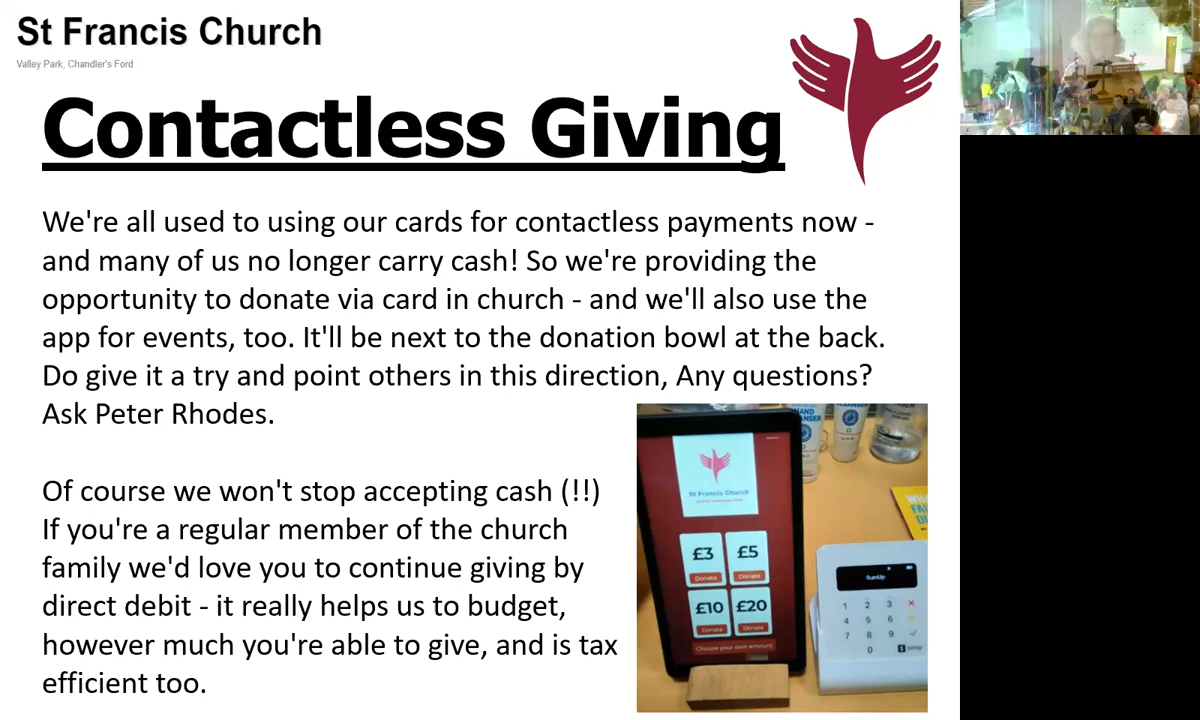 St Francis Church
Valley Park, Chandler's Ford
Contactless Giving
We're all used to using our cards for contactless payments now -
and many of us no longer carry cash! So we're providing the
opportunity to donate via card in church - and we'll also use the
app for events, too. It'll be next to the donation bowl at the back.
Do give it a try and point others in this direction, Any questions?
Ask Peter Rhodes.
Of course we won't stop accepting cash (!!)
If you're a regular member of the church
family we'd love you to continue giving by
direct debit - it really helps us to budget,
however much you're able to give, and is tax
efficient too.
St Francis Church
£3
£5
Donate
Donate
£10
£20
Donate
Donate
Choose your own amount
SumUp
1 2 3
4 5 6
7 8 9
0